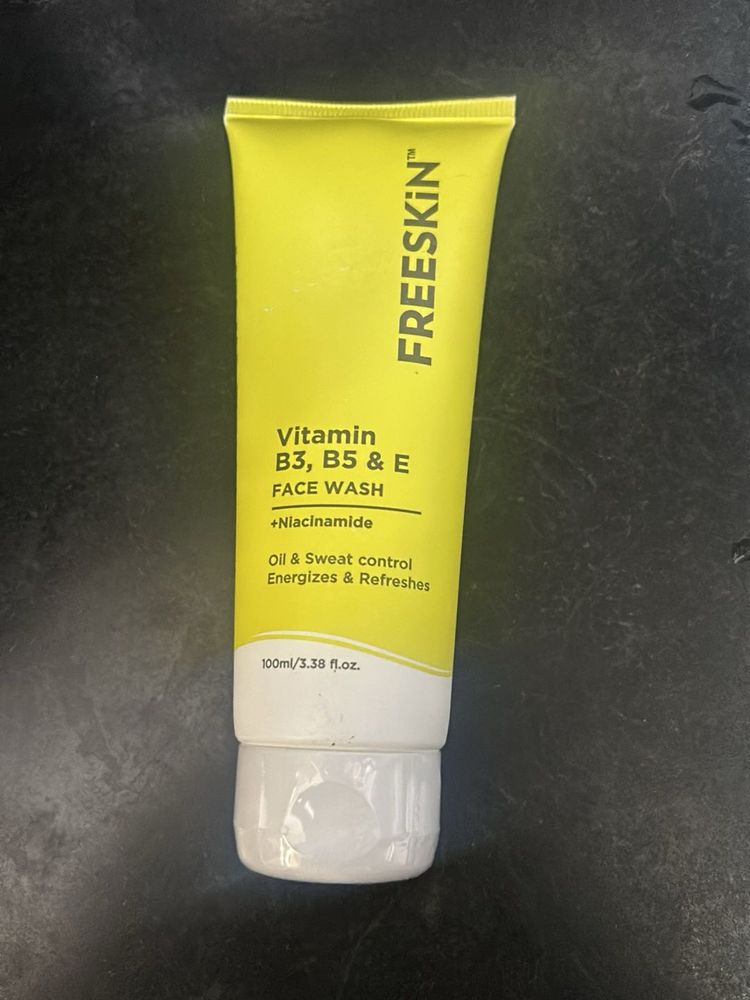 FREESKiN™
Vitamin
B3, B5 & E
FACE WASH
+Niacinamide
Oil & Sweat control
Energizes & Refreshes
100ml/3.38 fl.oz.